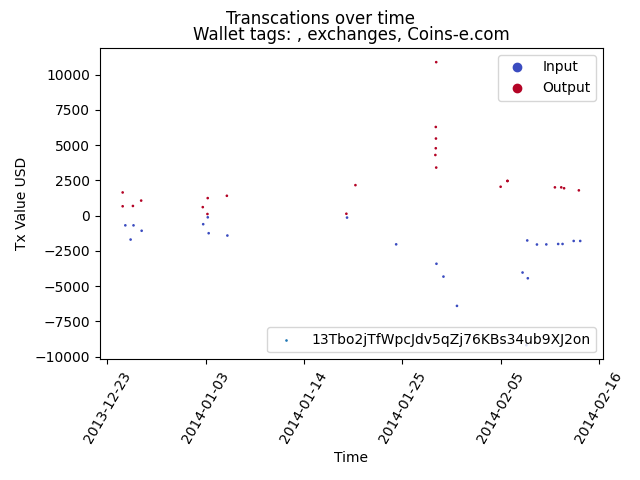 Transcations over time
Wallet tags: , exchanges, Coins-e.com
Input
Output
Tx Value USD
10000
7500
5000
2500
0
−2500
−5000
−7500
−10000
13Tbo2jTfWpcJdv5qZj76KBs34ub9XJ2on
2013-12-23
2014-01-03
2014-01-14
2014-01-25
2014-02-05
2014-02-16
Time